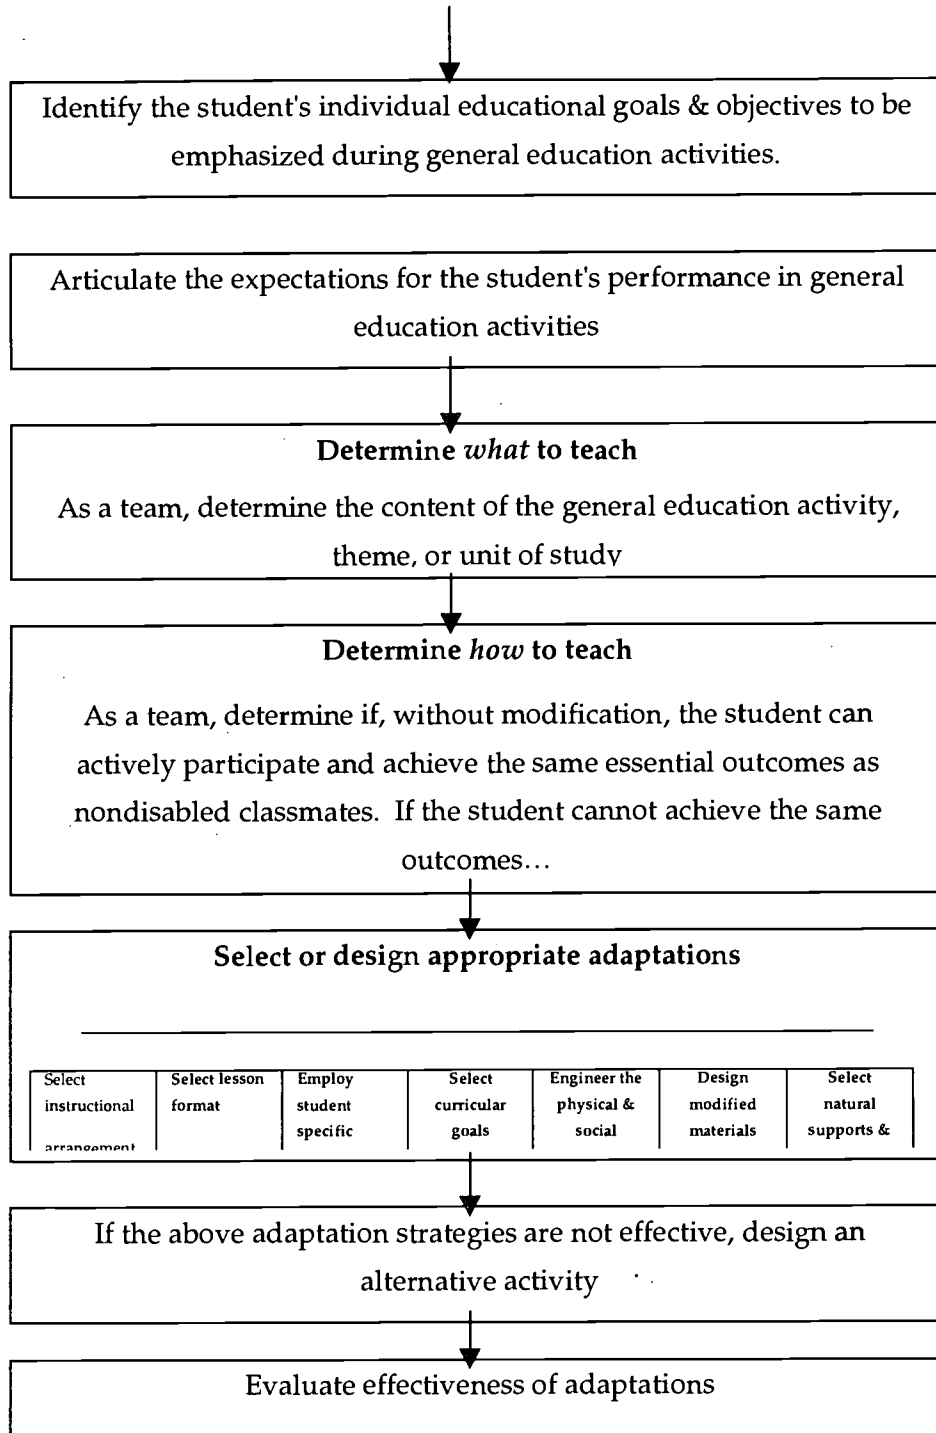 Identify the student's individual educational goals & objectives to be
emphasized during general education activities.
Articulate the expectations for the student's performance in general
education activities
Determine what to teach
As a team, determine the content of the general education activity,
theme, or unit of study
Determine how to teach
As a team, determine if, without modification, the student can
actively participate and achieve the same essential outcomes as
nondisabled classmates.  If the student cannot achieve the same
outcomes…
Select or design appropriate adaptations
Select
instructional
arrangement
Select lesson
format
Employ
student
specific
Select
curricular
goals
Engineer the
physical &
social
Design
modified
materials
Select
natural
supports &
If the above adaptation strategies are not effective, design an
alternative activity
Evaluate effectiveness of adaptations